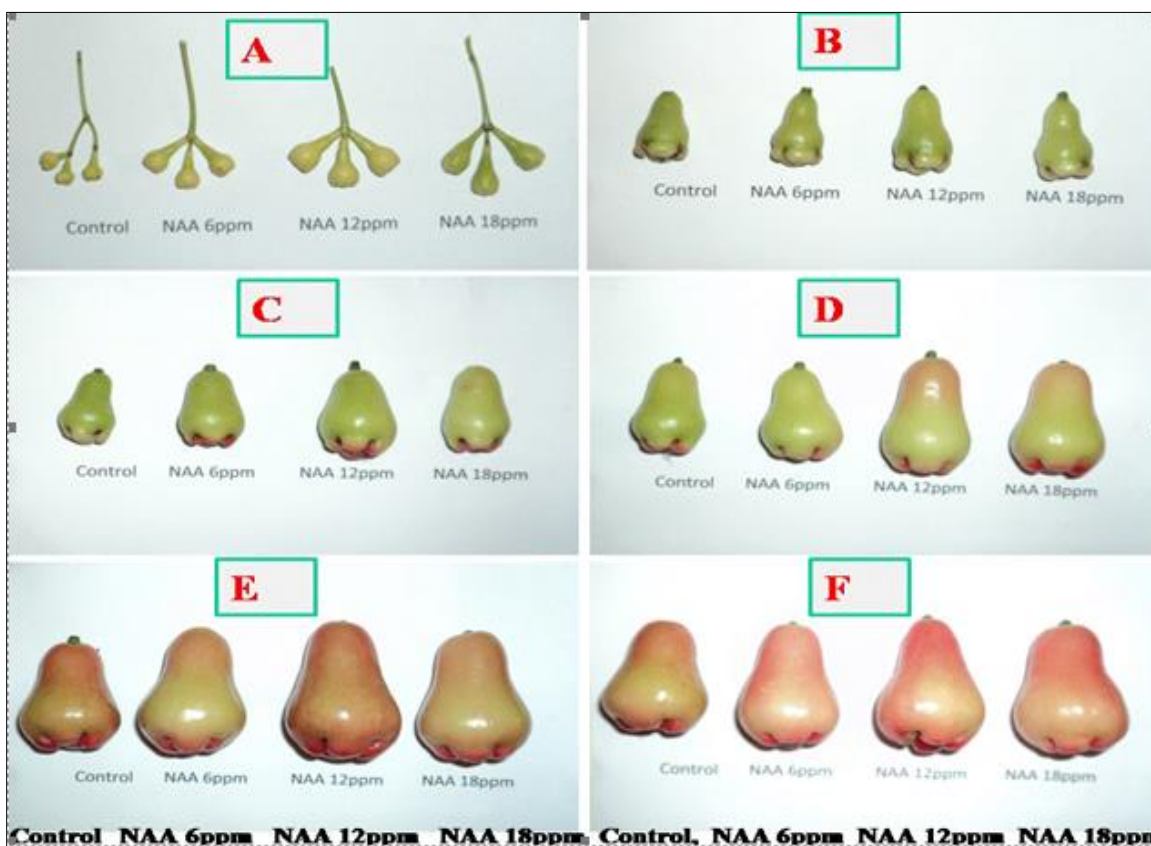 A
Control NAA 6ppm NAA 12ppm NAA 18ppm
B
Control NAA 6ppm NAA 12ppm NAA 18ppm
C
Control NAA 6ppm NAA 12ppm NAA 18ppm
D
Control NAA 6ppm NAA 12ppm NAA 18ppm
E
Control NAA 6ppm NAA 12ppm NAA 18ppm
F
Control NAA 6ppm NAA 12ppm NAA 18ppm
Control NAA 6ppm NAA 12ppm NAA 18ppm Control, NAA 6ppm NAA 12ppm NAA 18ppm